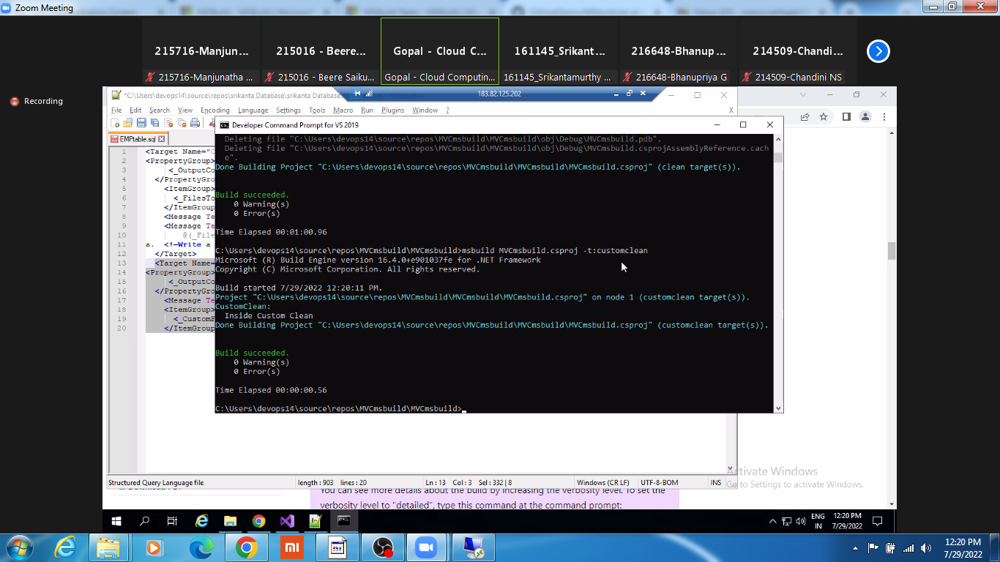 Zoom Meeting
215716-Manjun...
215016 - Beere...
Gopal - Cloud C...
161145_Srikant...
216648-Bhanup ...
214509-Chandi...
215716-Manjunatha ...
215016 - Beere Saiku...
Gopal - Cloud Computin...
161145_Srikantamurthy ...
216648-Bhanupriya G
214509-Chandini NS
Recording
*C:\Users\devops14\source\repos\srikanta Database\srikanta Database\
183.82.125.202
File Edit Search View Encoding Language Settings Tools Macro Run Plugins Window ?
X
EMPtable.sql
Developer Command Prompt for VS 2019
1 <Target Name="C
2 <PropertyGroup>
3 <_OutputCo
4 </PropertyGro
5 <ItemGroup>
6 <_FilesTo
7 </ItemGroup
8 <Message Te
9 <Message Te
10 @(_File
11 a. <!—Write a
12 </Target>
13 <Target Name=
14 <PropertyGroup>
15 <_OutputCo
16 </PropertyGro
17 <Message Te
18 <ItemGroup>
19 <_CustomF
20 </ItemGroup
Deleting file "C:\Users\devops14\source\repos\MVCmsbuild\MVCmsbuild\obj\Debug\MVCmsbuild.pdb".
Deleting file "C:\Users\devops14\source\repos\MVCmsbuild\MVCmsbuild\obj\Debug\MVCmsbuild.csprojAssemblyReference.cach
e".
Done Building Project "C:\Users\devops14\source\repos\MVCmsbuild\MVCmsbuild\MVCmsbuild.csproj" (clean target(s)).
Build succeeded.
0 Warning(s)
0 Error(s)
Time Elapsed 00:01:00.96
C:\Users\devops14\source\repos\MVCmsbuild\MVCmsbuild>msbuild MVCmsbuild.csproj -t:customclean
Microsoft (R) Build Engine version 16.4.0+e901037fe for .NET Framework
Copyright (C) Microsoft Corporation. All rights reserved.
Build started 7/29/2022 12:20:11 PM.
Project "C:\Users\devops14\source\repos\MVCmsbuild\MVCmsbuild\MVCmsbuild.csproj" on node 1 (customclean target(s)).
CustomClean:
Inside Custom Clean
Done Building Project "C:\Users\devops14\source\repos\MVCmsbuild\MVCmsbuild\MVCmsbuild.csproj" (customclean target(s)).
Build succeeded.
0 Warning(s)
0 Error(s)
Time Elapsed 00:00:00.56
C:\Users\devops14\source\repos\MVCmsbuild\MVCmsbuild>
Activate Windows
Go to Settings to activate Windows.
Structured Query Language file
length : 903 lines : 20
Ln : 13 Col : 3 Sel : 332 | 8
Windows (CR LF)
UTF-8-BOM
INS
You can see more details about the build by increasing the verbosity level. To set the
verbosity level to "detailed", type this command at the command prompt:
ENG
IN
12:20 PM
7/29/2022
12:20 PM
7/29/2022